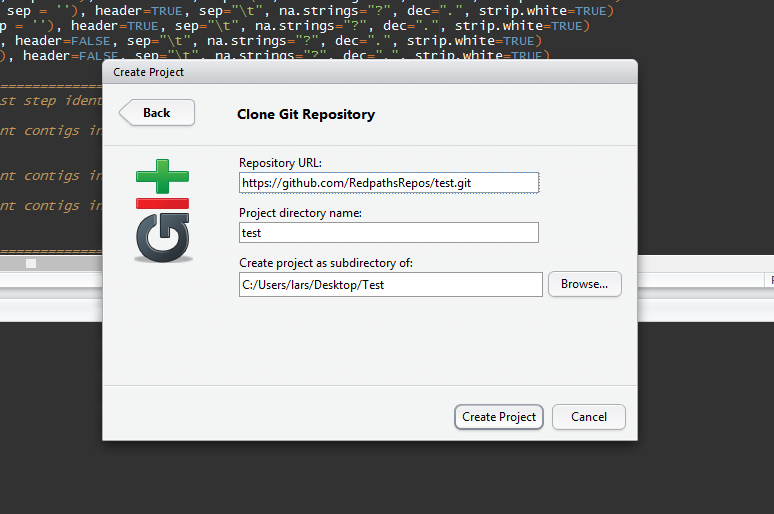 sep = ''), header=TRUE, sep="\t", na.strings="?", dec=".", strip.white=TRUE)
p = ''), header=TRUE, sep="\t", na.strings="?", dec=".", strip.white=TRUE)
, header=FALSE, sep="\t", na.strings="?", dec=".", strip.white=TRUE)
), header=FALSE, sep="\t", na.strings="?", dec=".", strip.white=TRUE)
Create Project
Back
Clone Git Repository
st step ident
nt contigs in
nt contigs in
nt contigs in
Repository URL:
https://github.com/RedpathsRepos/test.git
Project directory name:
test
Create project as subdirectory of:
C:/Users/lars/Desktop/Test
Browse...
Create Project
Cancel